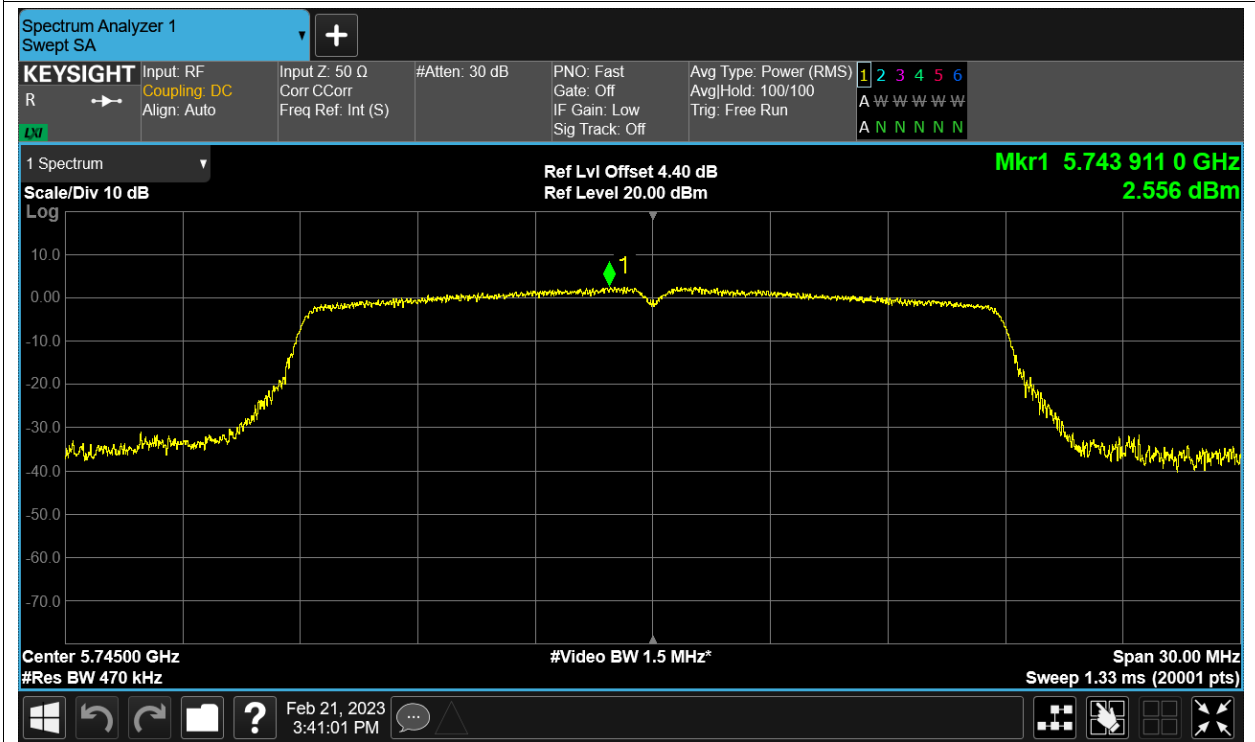 Spectrum Analyzer 1
Swept SA
+
KEYSIGHT
R
LXI
Input: RF
Coupling: DC
Align: Auto
Input Z: 50 Ω
Corr CCorr
Freq Ref: Int (S)
#Atten: 30 dB
PNO: Fast
Gate: Off
IF Gain: Low
Sig Track: Off
Avg Type: Power (RMS)
Avg|Hold: 100/100
Trig: Free Run
1 2 3 4 5 6
A W W W W W
A N N N N N
1 Spectrum
Scale/Div 10 dB
Log
Ref Lvl Offset 4.40 dB
Ref Level 20.00 dBm
Mkr1 5.743 911 0 GHz
2.556 dBm
1
10.0
0.00
-10.0
-20.0
-30.0
-40.0
-50.0
-60.0
-70.0
Center 5.74500 GHz
#Res BW 470 kHz
#Video BW 1.5 MHz*
Span 30.00 MHz
Sweep 1.33 ms (20001 pts)
?
Feb 21, 2023
3:41:01 PM